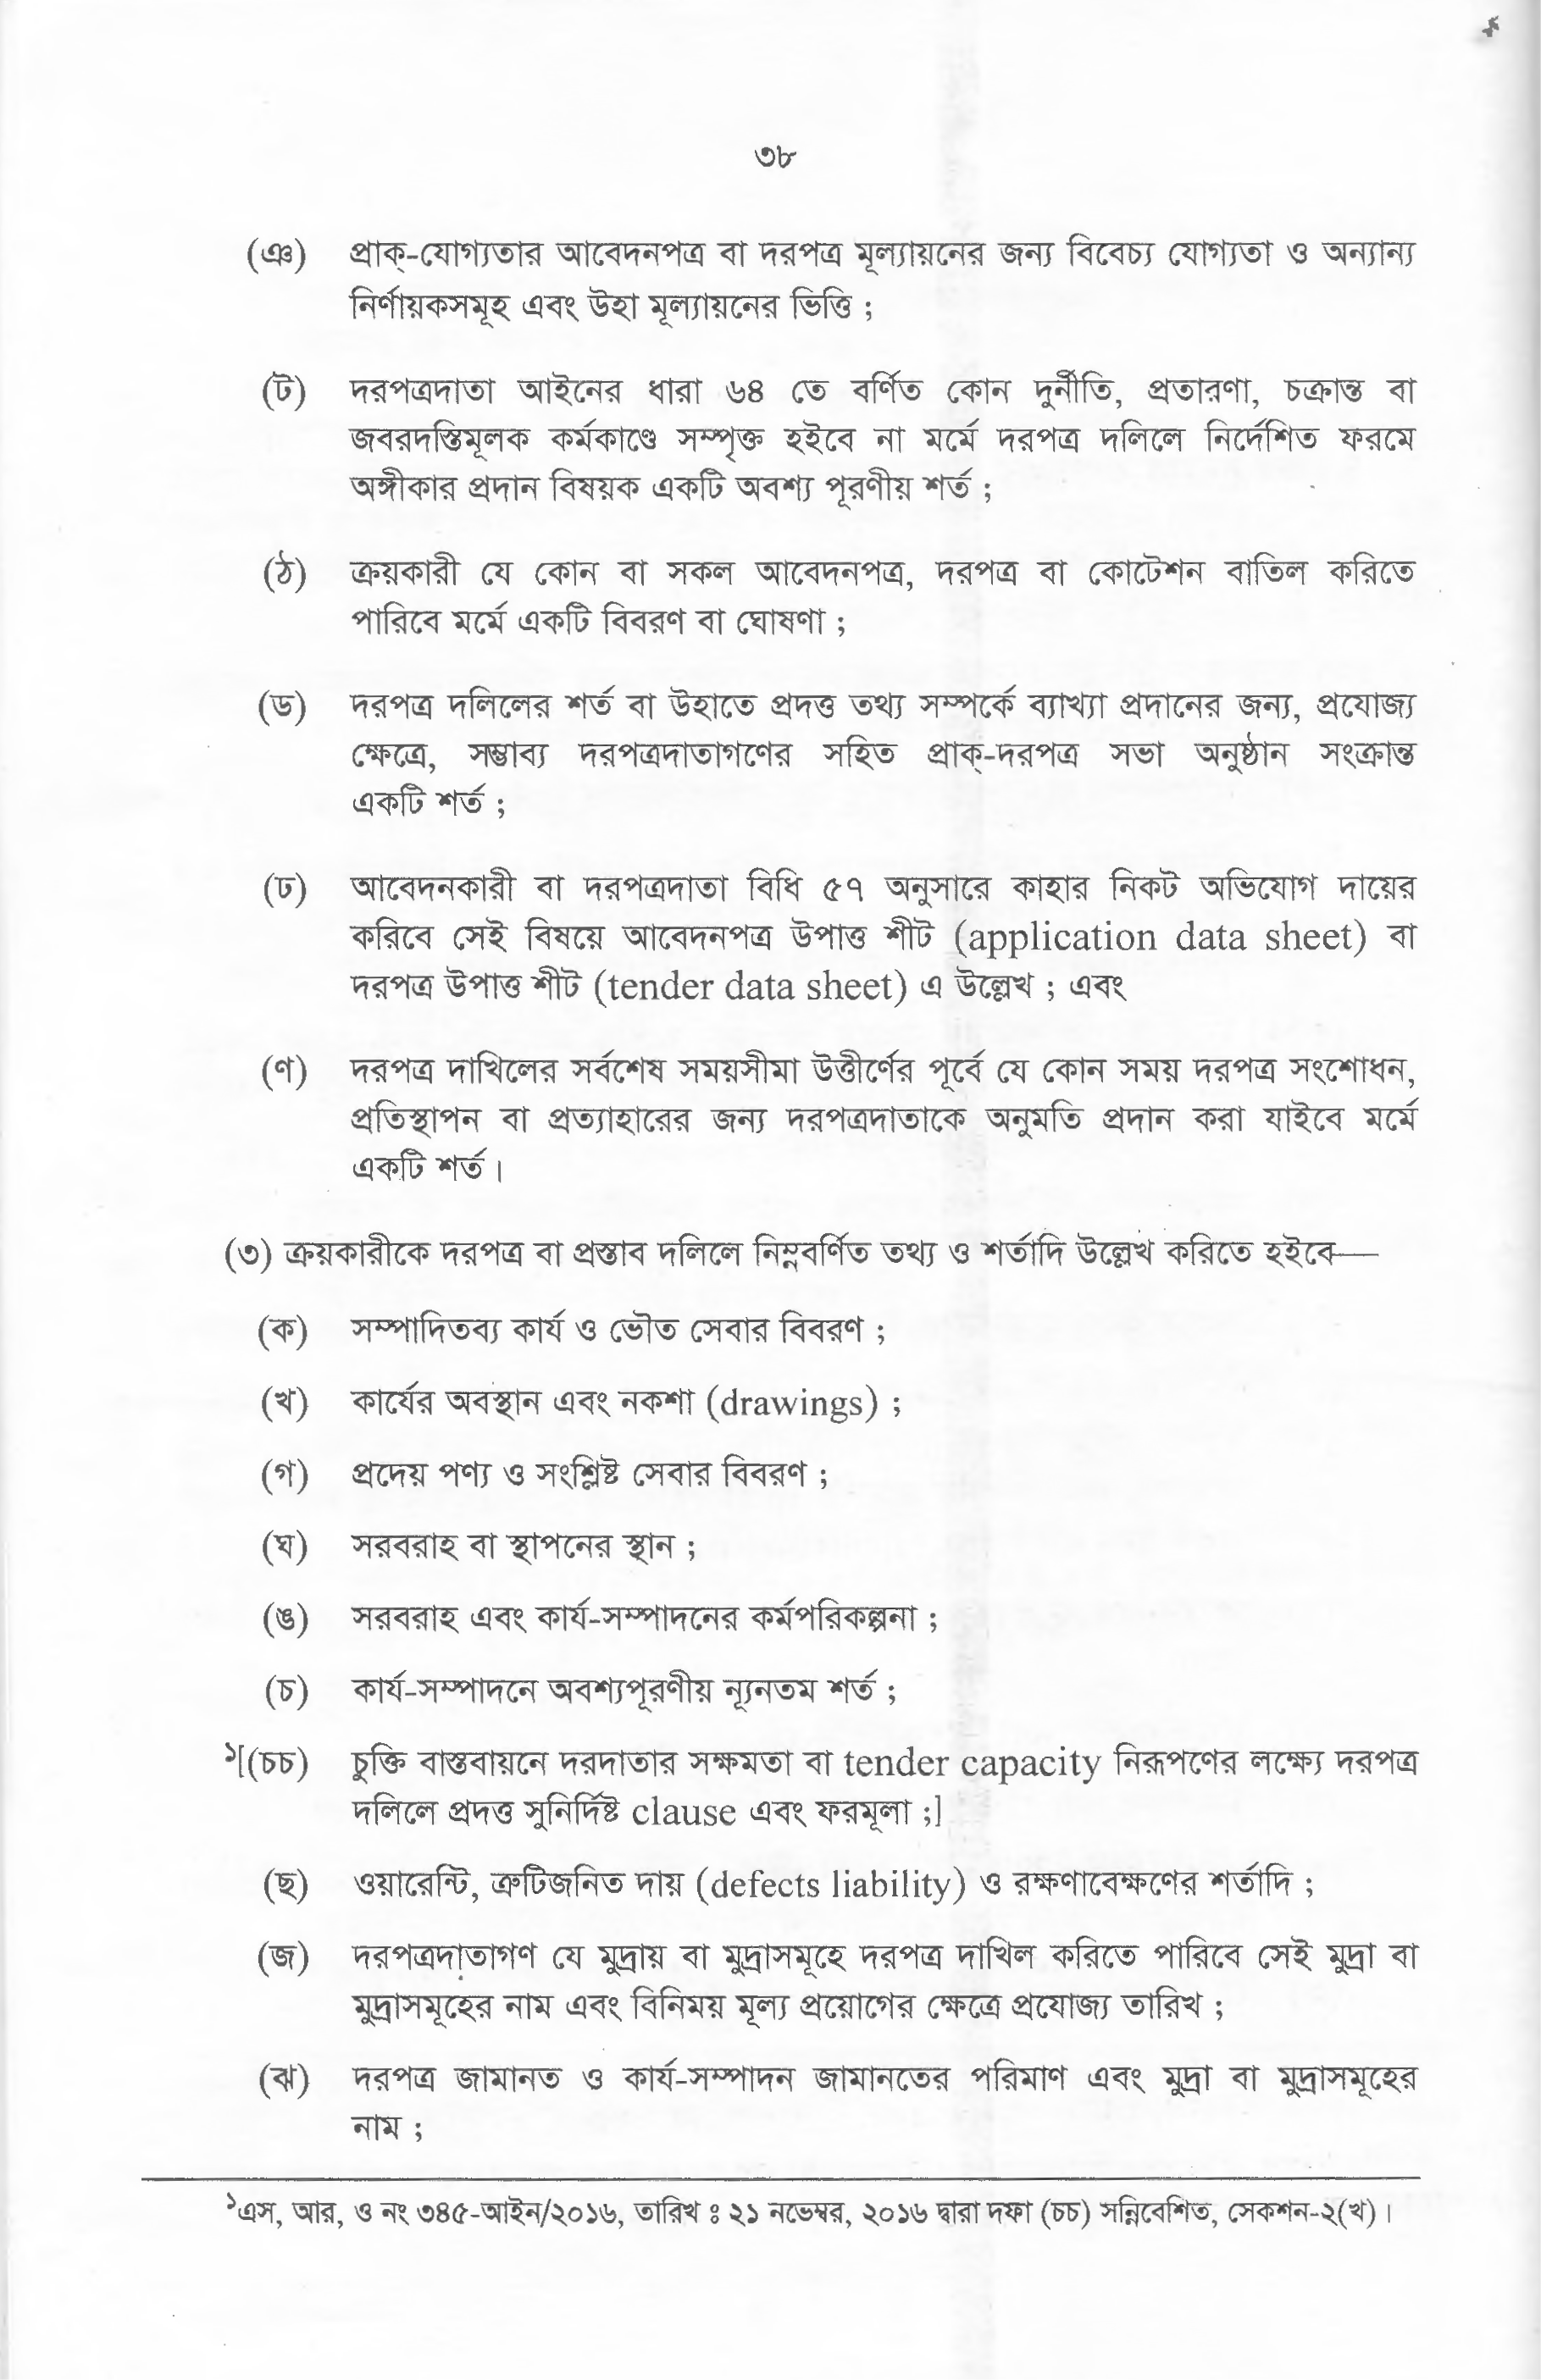 ৩৮
(ঞ) প্রাক্-যোগ্যতার আবেদনপত্র বা দরপত্র মূল্যায়নের জন্য বিবেচ্য যোগ্যতা ও অন্যান্য
নির্ণায়কসমূহ এবং উহা মূল্যায়নের ভিত্তি ;
(ট) দরপত্রদাতা আইনের ধারা ৬৪ তে বর্ণিত কোন দুর্নীতি, প্রতারণা, চক্রান্ত বা
জবরদস্তিমূলক কর্মকাণ্ডে সম্পৃক্ত হইবে না মর্মে দরপত্র দলিলে নির্দেশিত ফরমে
অঙ্গীকার প্রদান বিষয়ক একটি অবশ্য পূরণীয় শর্ত ;
(ঠ) ক্রয়কারী যে কোন বা সকল আবেদনপত্র, দরপত্র বা কোটেশন বাতিল করিতে
পারিবে মর্মে একটি বিবরণ বা ঘোষণা ;
(ড) দরপত্র দলিলের শর্ত বা উহাতে প্রদত্ত তথ্য সম্পর্কে ব্যাখ্যা প্রদানের জন্য, প্রযোজ্য
ক্ষেত্রে, সম্ভাব্য দরপত্রদাতাগণের সহিত প্রাক্-দরপত্র সভা অনুষ্ঠান সংক্রান্ত
একটি শর্ত ;
(ঢ) আবেদনকারী বা দরপত্রদাতা বিধি ৫৭ অনুসারে কাহার নিকট অভিযোগ দায়ের
করিবে সেই বিষয়ে আবেদনপত্র উপাত্ত শীট (application data sheet) বা
দরপত্র উপাত্ত শীট (tender data sheet) এ উল্লেখ ; এবং
(ণ) দরপত্র দাখিলের সর্বশেষ সময়সীমা উত্তীর্ণের পূর্বে যে কোন সময় দরপত্র সংশোধন,
প্রতিস্থাপন বা প্রত্যাহারের জন্য দরপত্রদাতাকে অনুমতি প্রদান করা যাইবে মর্মে
একটি শর্ত।
(৩) ক্রয়কারীকে দরপত্র বা প্রস্তাব দলিলে নিম্নবর্ণিত তথ্য ও শর্তাদি উল্লেখ করিতে হইবে—
(ক) সম্পাদিতব্য কার্য ও ভৌত সেবার বিবরণ ;
(খ) কার্যের অবস্থান এবং নকশা (drawings) ;
(গ) প্রদেয় পণ্য ও সংশ্লিষ্ট সেবার বিবরণ ;
(ঘ) সরবরাহ বা স্থাপনের স্থান ;
(ঙ) সরবরাহ এবং কার্য-সম্পাদনের কর্মপরিকল্পনা ;
(চ) কার্য-সম্পাদনে অবশ্যপূরণীয় ন্যূনতম শর্ত ;
১[(চচ) চুক্তি বাস্তবায়নে দরদাতার সক্ষমতা বা tender capacity নিরূপণের লক্ষ্যে দরপত্র
দলিলে প্রদত্ত সুনির্দিষ্ট clause এবং ফরমূলা ;]
(ছ) ওয়ারেন্টি, ত্রুটিজনিত দায় (defects liability) ও রক্ষণাবেক্ষণের শর্তাদি ;
(জ) দরপত্রদাতাগণ যে মুদ্রায় বা মুদ্রাসমূহে দরপত্র দাখিল করিতে পারিবে সেই মুদ্রা বা
মুদ্রাসমূহের নাম এবং বিনিময় মূল্য প্রয়োগের ক্ষেত্রে প্রযোজ্য তারিখ ;
(ঝ) দরপত্র জামানত ও কার্য-সম্পাদন জামানতের পরিমাণ এবং মুদ্রা বা মুদ্রাসমূহের
নাম ;
১এস, আর, ও নং ৩৪৫-আইন/২০১৬, তারিখ ঃ ২১ নভেম্বর, ২০১৬ দ্বারা দফা (চচ) সন্নিবেশিত, সেকশন-২(খ)।